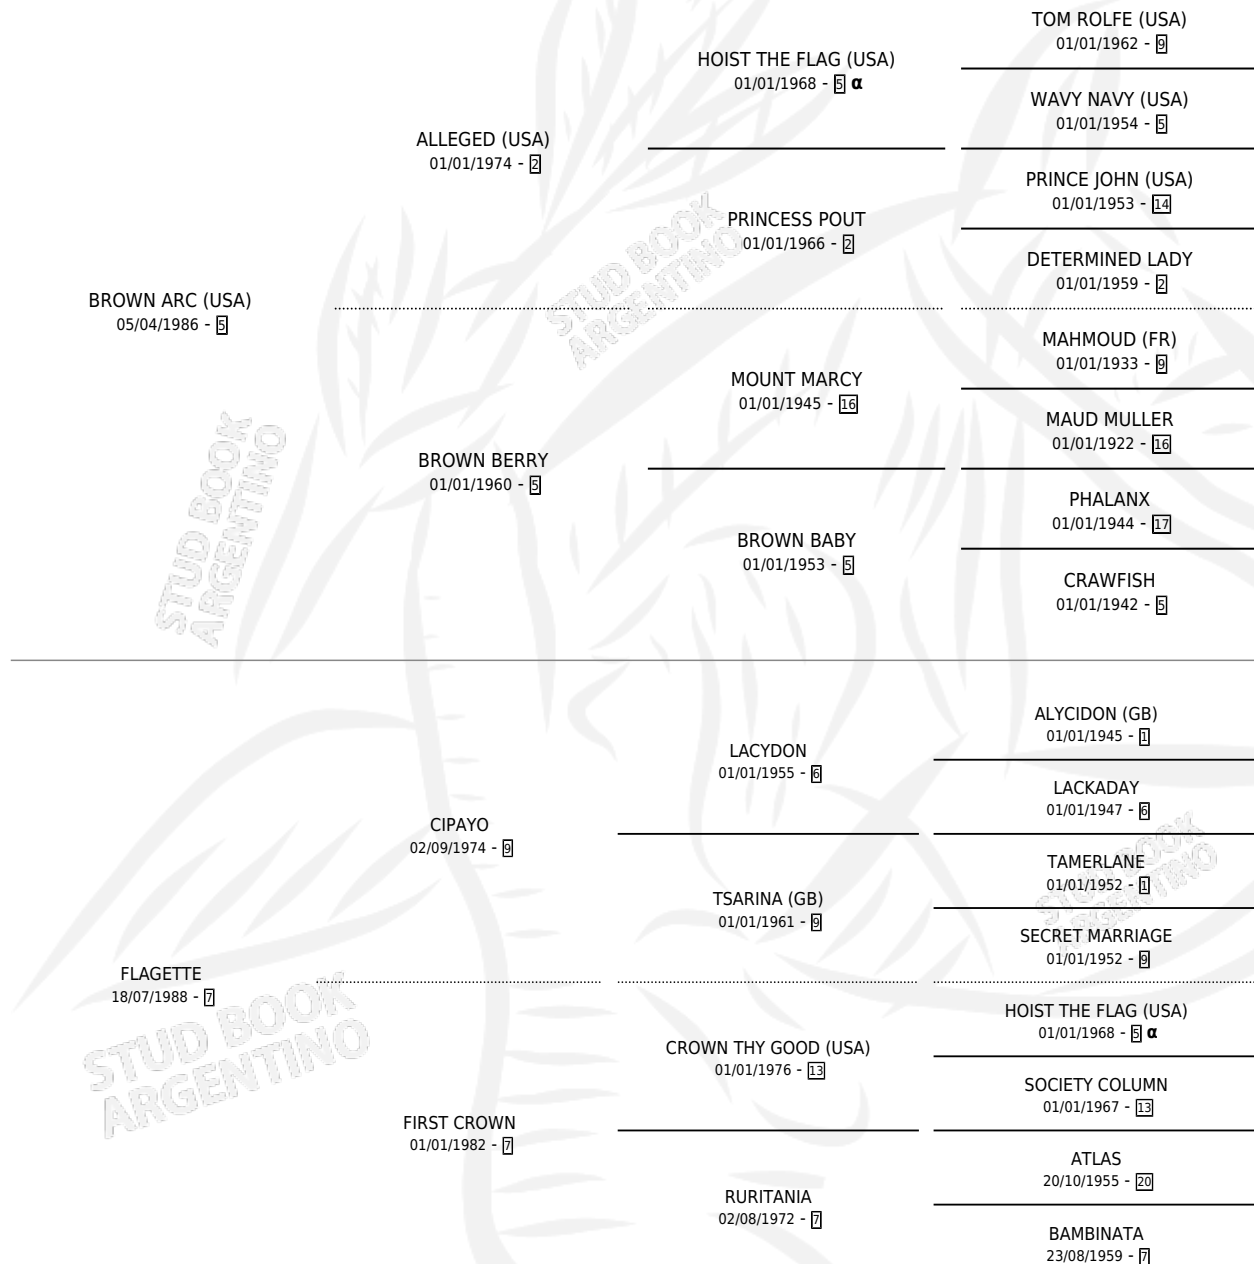 TOM ROLFE (USA)
01/01/1962 - 9
HOIST THE FLAG (USA)
01/01/1968 - 5 α
WAVY NAVY (USA)
01/01/1954 - 5
ALLEGED (USA)
01/01/1974 - 2
PRINCE JOHN (USA)
01/01/1953 - 14
PRINCESS POUT
01/01/1966 - 2
DETERMINED LADY
01/01/1959 - 2
BROWN ARC (USA)
05/04/1986 - 5
MAHMOUD (FR)
01/01/1933 - 9
MOUNT MARCY
01/01/1945 - 16
MAUD MULLER
01/01/1922 - 16
BROWN BERRY
01/01/1960 - 5
PHALANX
01/01/1944 - 17
BROWN BABY
01/01/1953 - 5
CRAWFISH
01/01/1942 - 5
STUD BOOK
ARGENTINO
STUD BOOK
ARGENTINO
ALYCIDON (GB)
01/01/1945 - 1
LACYDON
01/01/1955 - 6
LACKADAY
01/01/1947 - 6
CIPAYO
02/09/1974 - 9
TAMERLANE
01/01/1952 - 1
TSARINA (GB)
01/01/1961 - 9
SECRET MARRIAGE
01/01/1952 - 9
FLAGETTE
18/07/1988 - 7
HOIST THE FLAG (USA)
01/01/1968 - 5 α
CROWN THY GOOD (USA)
01/01/1976 - 13
SOCIETY COLUMN
01/01/1967 - 13
FIRST CROWN
01/01/1982 - 7
ATLAS
20/10/1955 - 20
RURITANIA
02/08/1972 - 7
BAMBINATA
23/08/1959 - 7
STUD BOOK
ARGENTINO
STUD BOOK
ARGENTINO